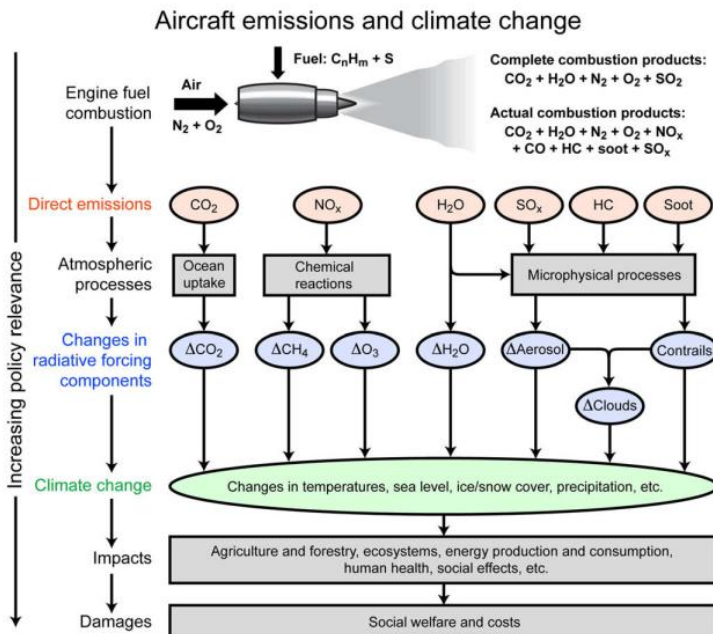 Aircraft emissions and climate change
Increasing policy relevance
Engine fuel
combustion
Air
N₂ + O₂
Fuel: CₙHₘ + S
Complete combustion products:
CO₂ + H₂O + N₂ + O₂ + SO₂
Actual combustion products:
CO₂ + H₂O + N₂ + O₂ + NOₓ
+ CO + HC + soot + SOₓ
Direct emissions
CO₂
NOₓ
H₂O
SOₓ
HC
Soot
Atmospheric
processes
Ocean
uptake
Chemical
reactions
Microphysical processes
Changes in
radiative forcing
components
ΔCO₂
ΔCH₄
ΔO₃
ΔH₂O
ΔAerosol
Contrails
ΔClouds
Climate change
Changes in temperatures, sea level, ice/snow cover, precipitation, etc.
Impacts
Agriculture and forestry, ecosystems, energy production and consumption,
human health, social effects, etc.
Damages
Social welfare and costs